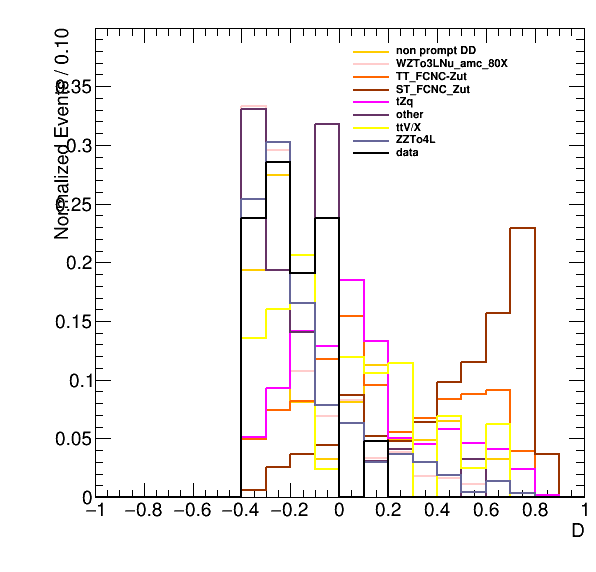 Normalized Events / 0.10
non prompt DD
WZTo3LNu_amc_80X
TT_FCNC-Zut
ST_FCNC_Zut
tZq
other
ttV/X
ZZTo4L
data
0.35
0.3
0.25
0.2
0.15
0.1
0.05
0
−1 −0.8 −0.6 −0.4 −0.2 0 0.2 0.4 0.6 0.8 1
D